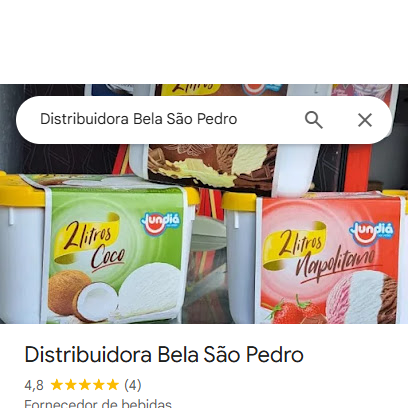 Distribuidora Bela São Pedro
Jundiá
2 litros
Coco
Jundiá
2 litros
Napolitano
Distribuidora Bela São Pedro
4,8 (4)
Fornecedor de bebidas